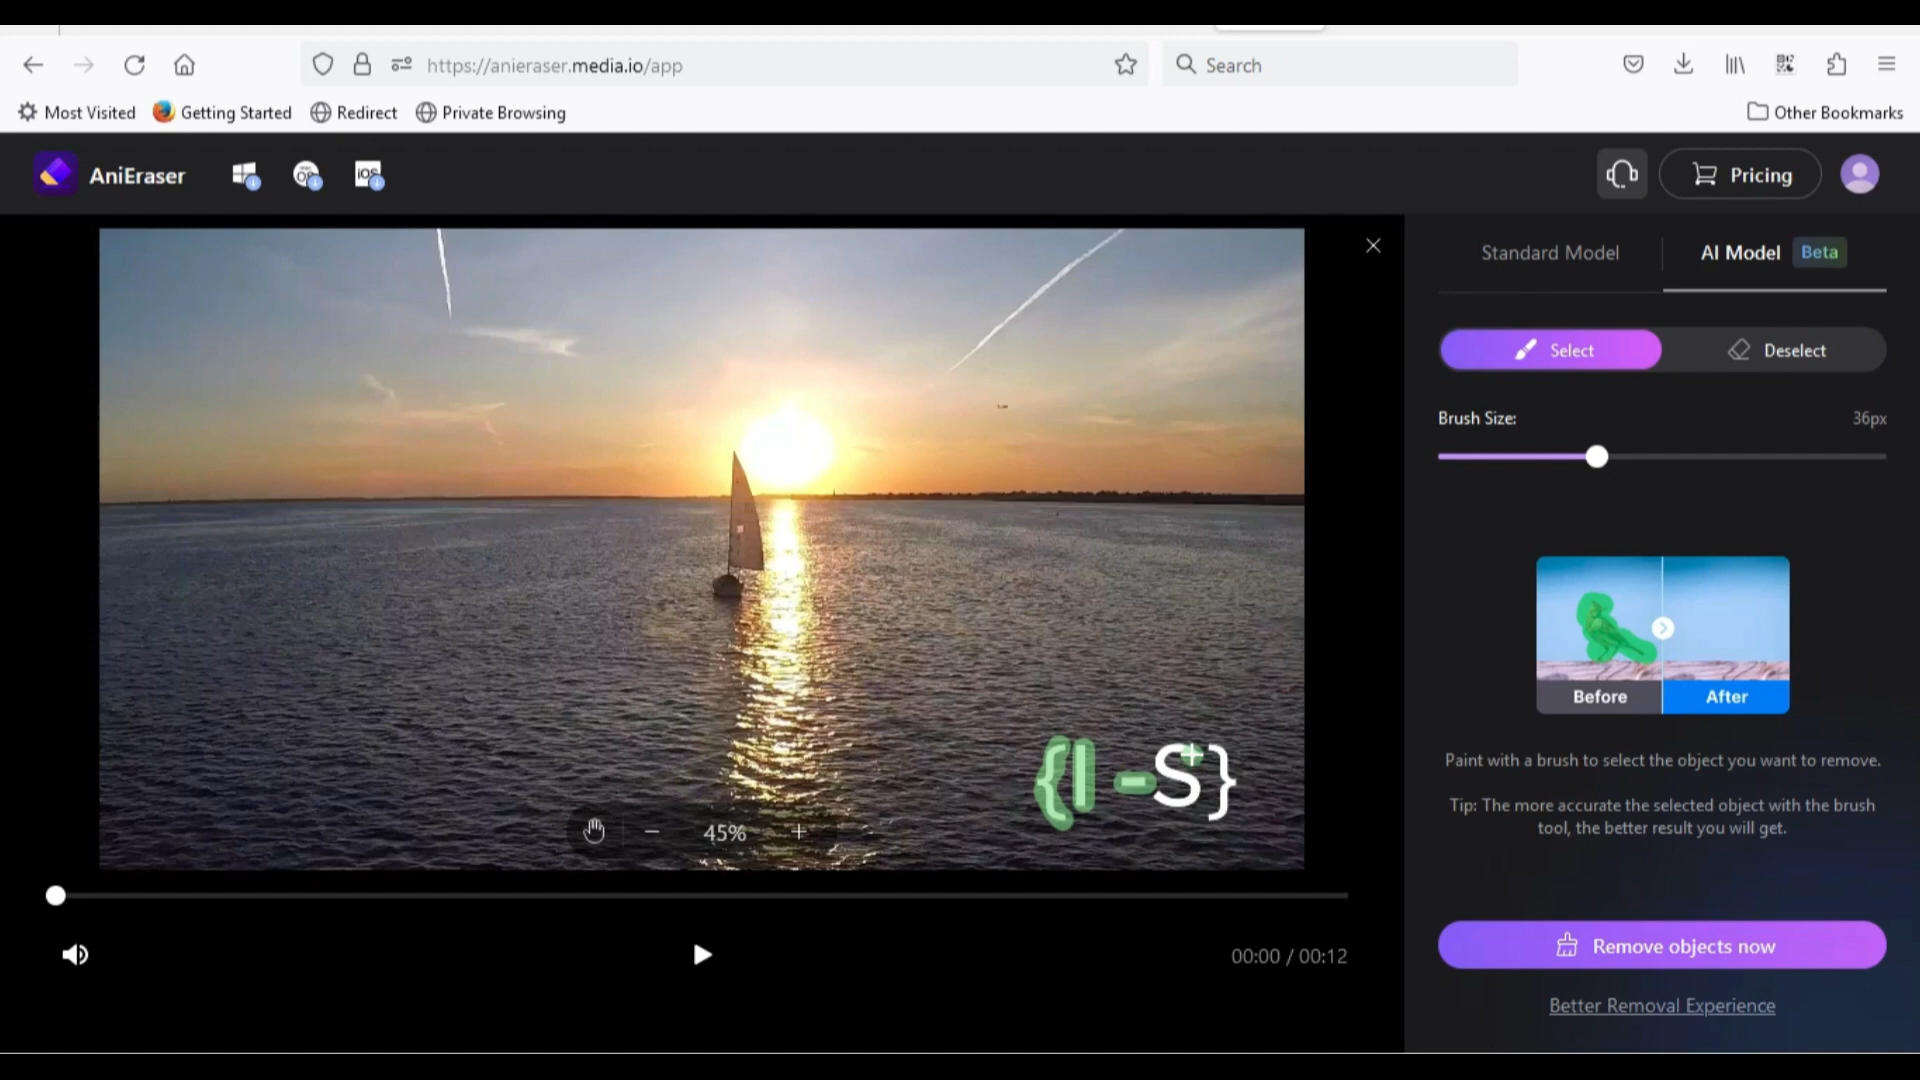 https://anieraser.media.io/app
Search
Most Visited
Getting Started
Redirect
Private Browsing
Other Bookmarks
AniEraser
iOS
Pricing
Standard Model
AI Model
Beta
Select
Deselect
Brush Size:
36px
Before
After
Paint with a brush to select the object you want to remove.
Tip: The more accurate the selected object with the brush
tool, the better result you will get.
{I-S}
45%
00:00 / 00:12
Remove objects now
Better Removal Experience